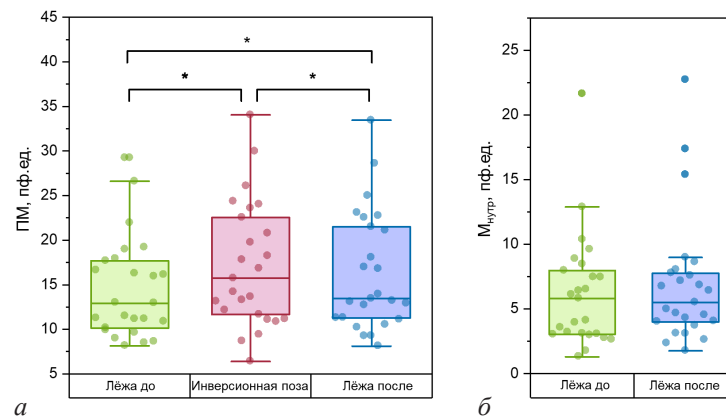 45
40
35
30
25
20
15
10
5
ПМ, пф.ед.
*
*
*
Лёжа до
Инверсионная поза
Лёжа после
а
25
20
15
10
5
0
Mнутр, пф.ед.
Лёжа до
Лёжа после
б